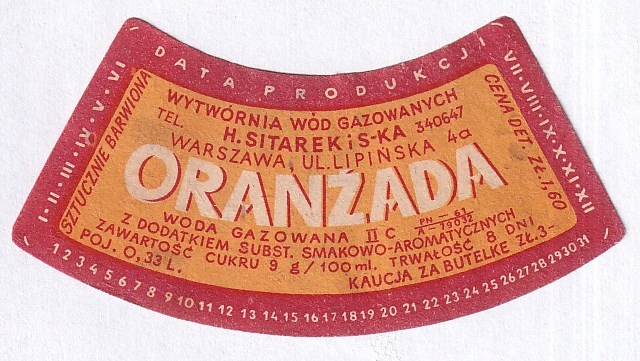 DATA PRODUKCJI
I-II-III-IV-V-VI
VII-VIII-IX-X-XI-XII
SZTUCZNIE BARWIONA
WYTWÓRNIA WÓD GAZOWANYCH
TEL. H. SITAREK i S-KA 340647
WARSZAWA, UL. LIPIŃSKA 4a
CENA DET. ZŁ. 1,60
ORANŻADA
WODA GAZOWANA II C PN-61/A-79032
Z DODATKIEM SUBST. SMAKOWO-AROMATYCZNYCH
ZAWARTOŚĆ CUKRU 9 g/100 ml. TRWAŁOŚĆ 8 DNI
POJ. 0,33 L. KAUCJA ZA BUTELKĘ ZŁ. 3-
1 2 3 4 5 6 7 8 9 10 11 12 13 14 15 16 17 18 19 20 21 22 23 24 25 26 27 28 29 30 31